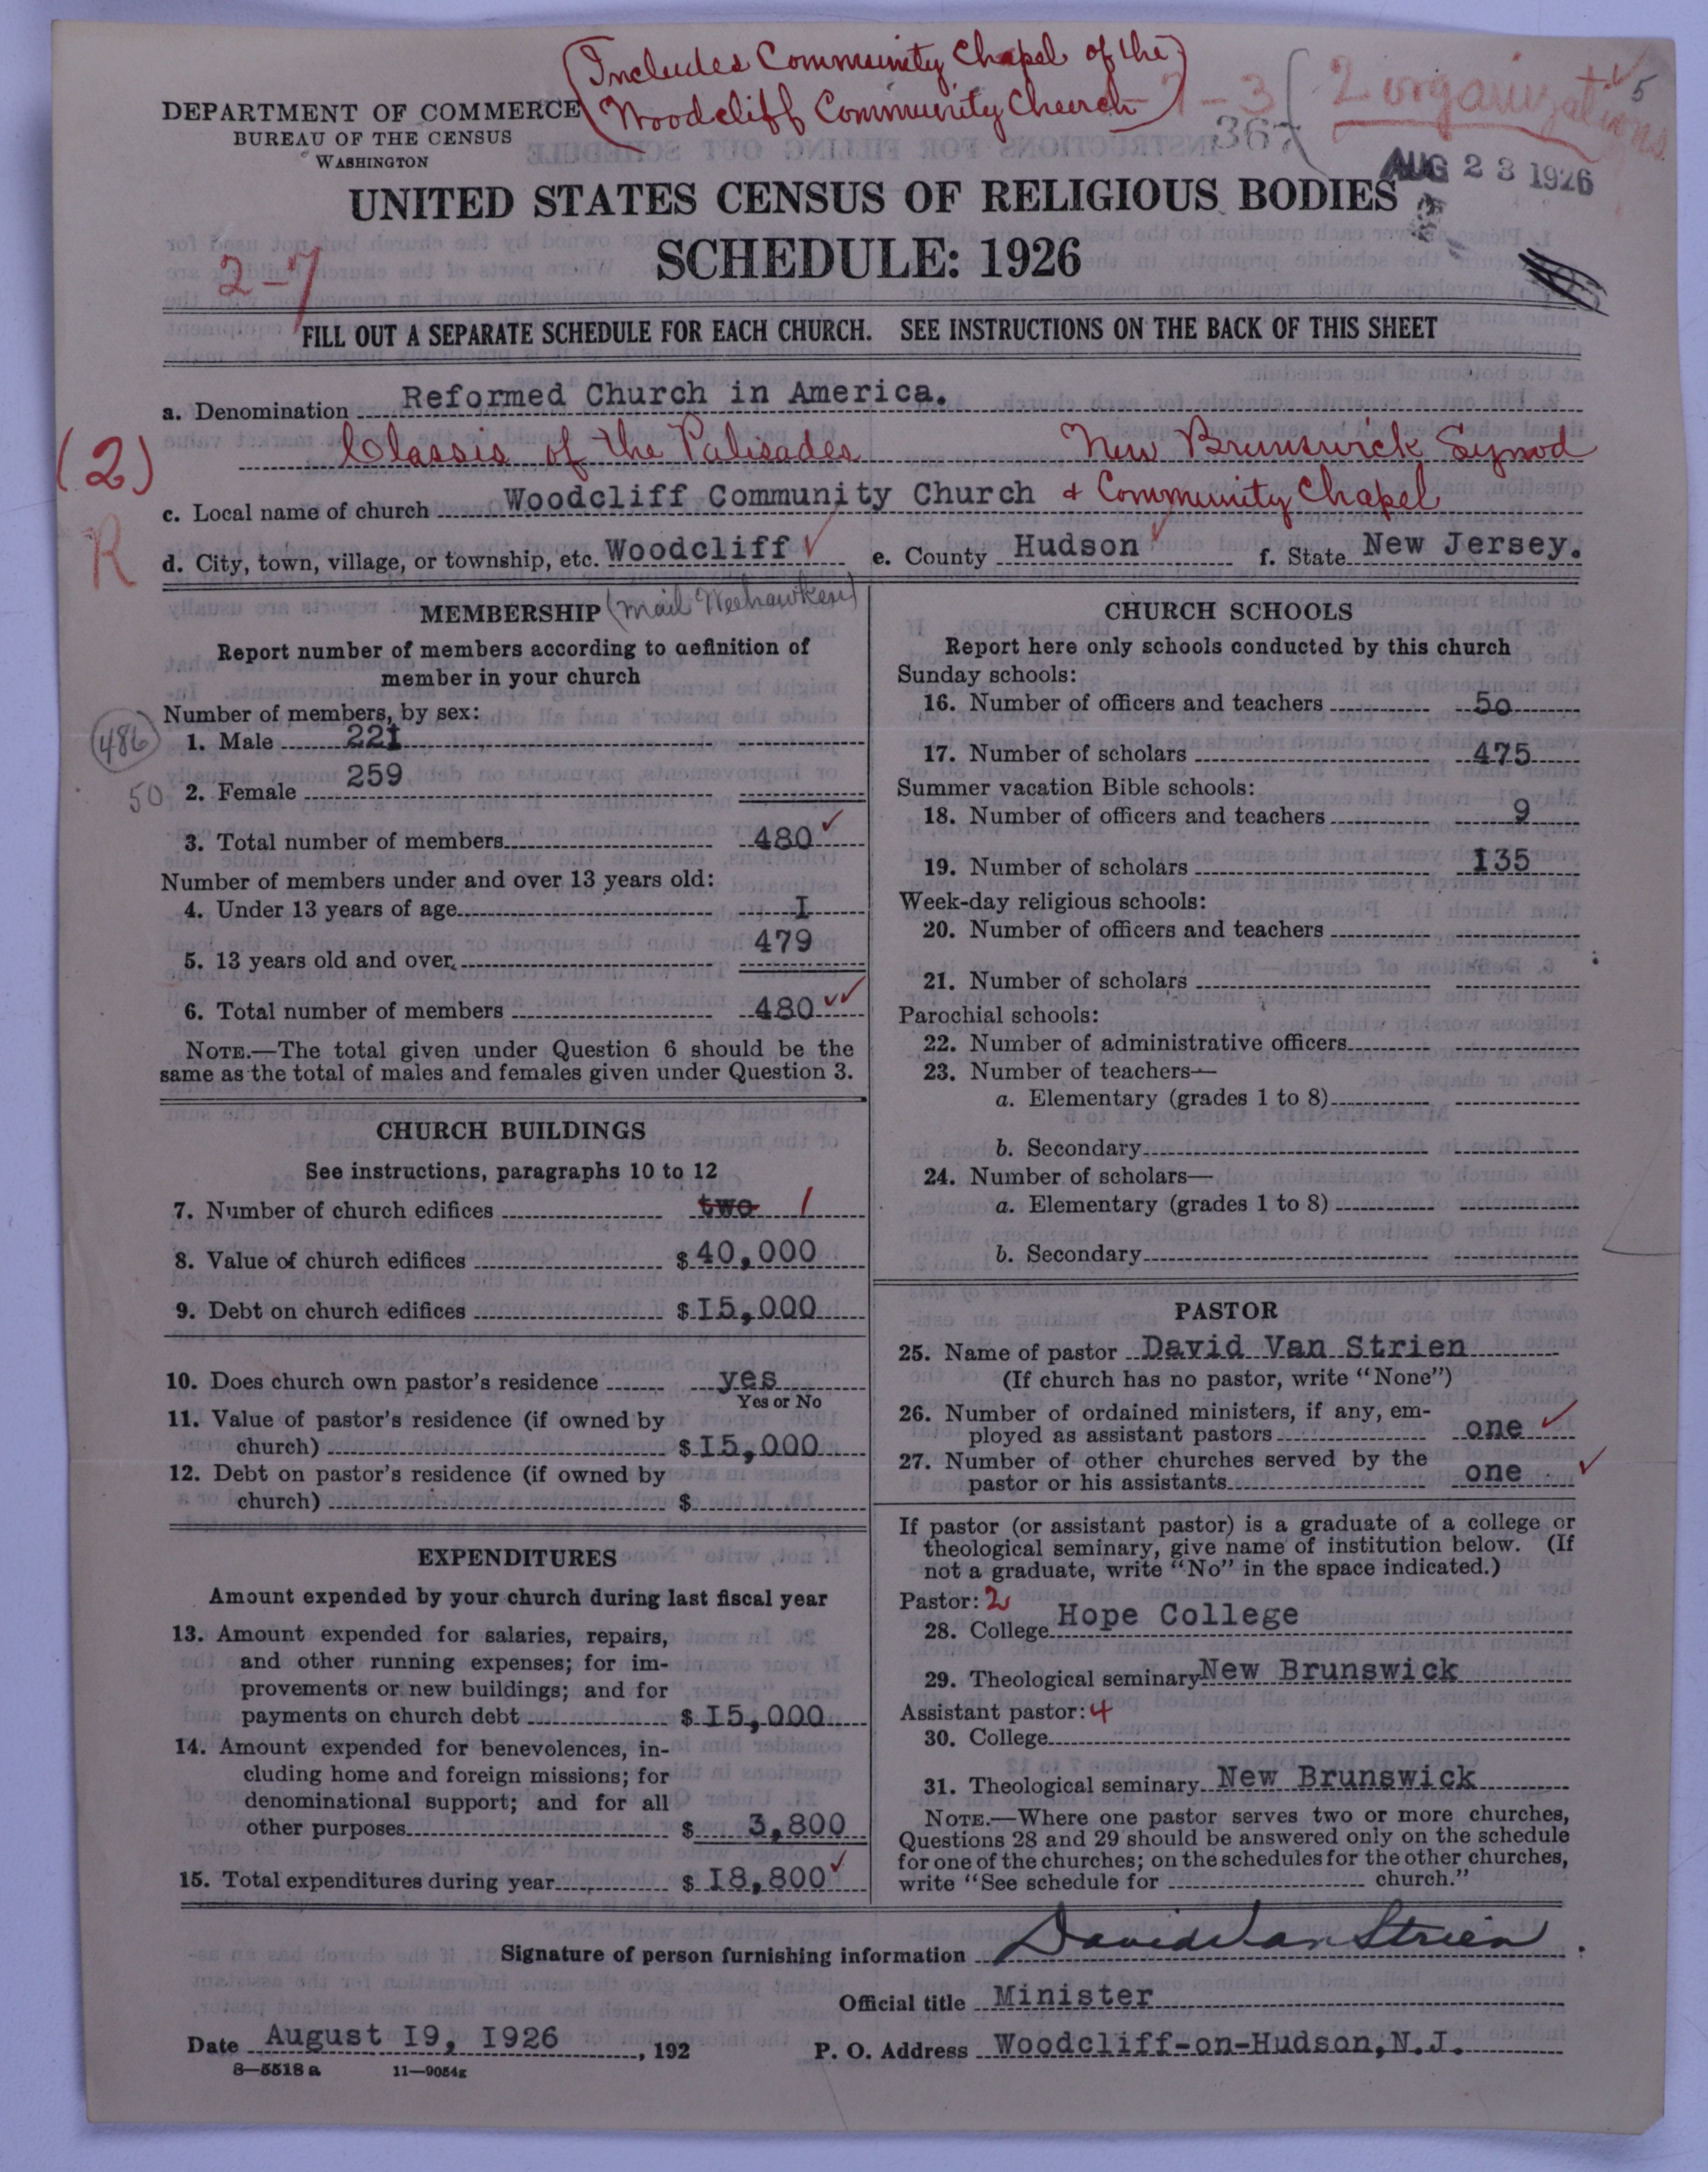 (Includes Community Chapel of the
Woodcliff Community Church)
7-3
2 organizations
5
367
DEPARTMENT OF COMMERCE
BUREAU OF THE CENSUS
WASHINGTON
AUG 23 1926
UNITED STATES CENSUS OF RELIGIOUS BODIES
SCHEDULE: 1926
2-7
FILL OUT A SEPARATE SCHEDULE FOR EACH CHURCH. SEE INSTRUCTIONS ON THE BACK OF THIS SHEET
a. Denomination Reformed Church in America.
(2) Classis of the Palisades New Brunswick Synod
c. Local name of church Woodcliff Community Church + Community Chapel
R
d. City, town, village, or township, etc. Woodcliff e. County Hudson f. State New Jersey.
MEMBERSHIP (Mail Weehawken)
Report number of members according to definition of
member in your church
Number of members, by sex:
(486)
1. Male 221
50
2. Female 259
3. Total number of members 480
Number of members under and over 13 years old:
4. Under 13 years of age I
5. 13 years old and over 479
6. Total number of members 480
NOTE.—The total given under Question 6 should be the
same as the total of males and females given under Question 3.
CHURCH BUILDINGS
See instructions, paragraphs 10 to 12
7. Number of church edifices two 1
8. Value of church edifices $40,000
9. Debt on church edifices $I5,000
10. Does church own pastor's residence yes
Yes or No
11. Value of pastor's residence (if owned by
church) $I5,000
12. Debt on pastor's residence (if owned by
church) $
EXPENDITURES
Amount expended by your church during last fiscal year
13. Amount expended for salaries, repairs,
and other running expenses; for im-
provements or new buildings; and for
payments on church debt $I5,000
14. Amount expended for benevolences, in-
cluding home and foreign missions; for
denominational support; and for all
other purposes $3,800
15. Total expenditures during year $I8,800
CHURCH SCHOOLS
Report here only schools conducted by this church
Sunday schools:
16. Number of officers and teachers 50
17. Number of scholars 475
Summer vacation Bible schools:
18. Number of officers and teachers 9
19. Number of scholars I35
Week-day religious schools:
20. Number of officers and teachers
21. Number of scholars
Parochial schools:
22. Number of administrative officers
23. Number of teachers—
a. Elementary (grades 1 to 8)
b. Secondary
24. Number of scholars—
a. Elementary (grades 1 to 8)
b. Secondary
PASTOR
25. Name of pastor David Van Strien
(If church has no pastor, write "None")
26. Number of ordained ministers, if any, em-
ployed as assistant pastors one
27. Number of other churches served by the
pastor or his assistants one
If pastor (or assistant pastor) is a graduate of a college or
theological seminary, give name of institution below. (If
not a graduate, write "No" in the space indicated.)
Pastor: 2
28. College Hope College
29. Theological seminary New Brunswick
Assistant pastor: 4
30. College
31. Theological seminary New Brunswick
NOTE.—Where one pastor serves two or more churches,
Questions 28 and 29 should be answered only on the schedule
for one of the churches; on the schedules for the other churches,
write "See schedule for church."
Signature of person furnishing information David Van Strien
Official title Minister
Date August I9, I926, 192
P. O. Address Woodcliff-on-Hudson, N.J.
8—5518 a 11—9054g